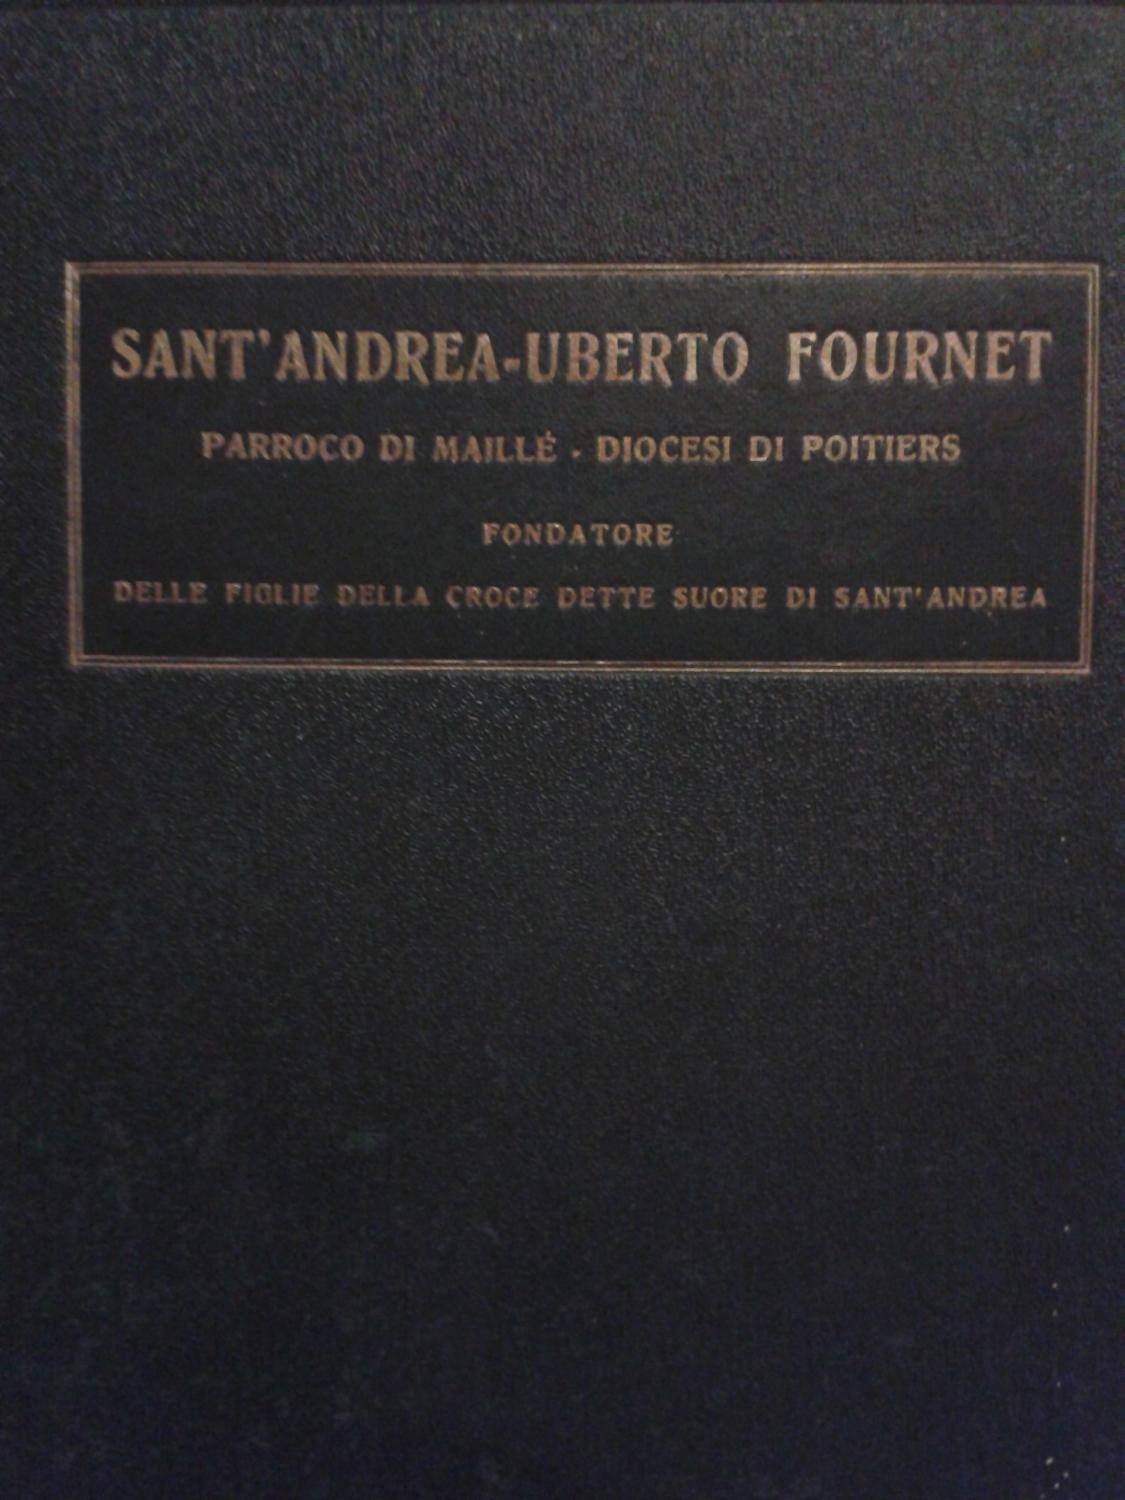 SANT'ANDREA-UBERTO FOURNET
PARROCO DI MAILLÉ - DIOCESI DI POITIERS
FONDATORE
DELLE FIGLIE DELLA CROCE DETTE SUORE DI SANT'ANDREA